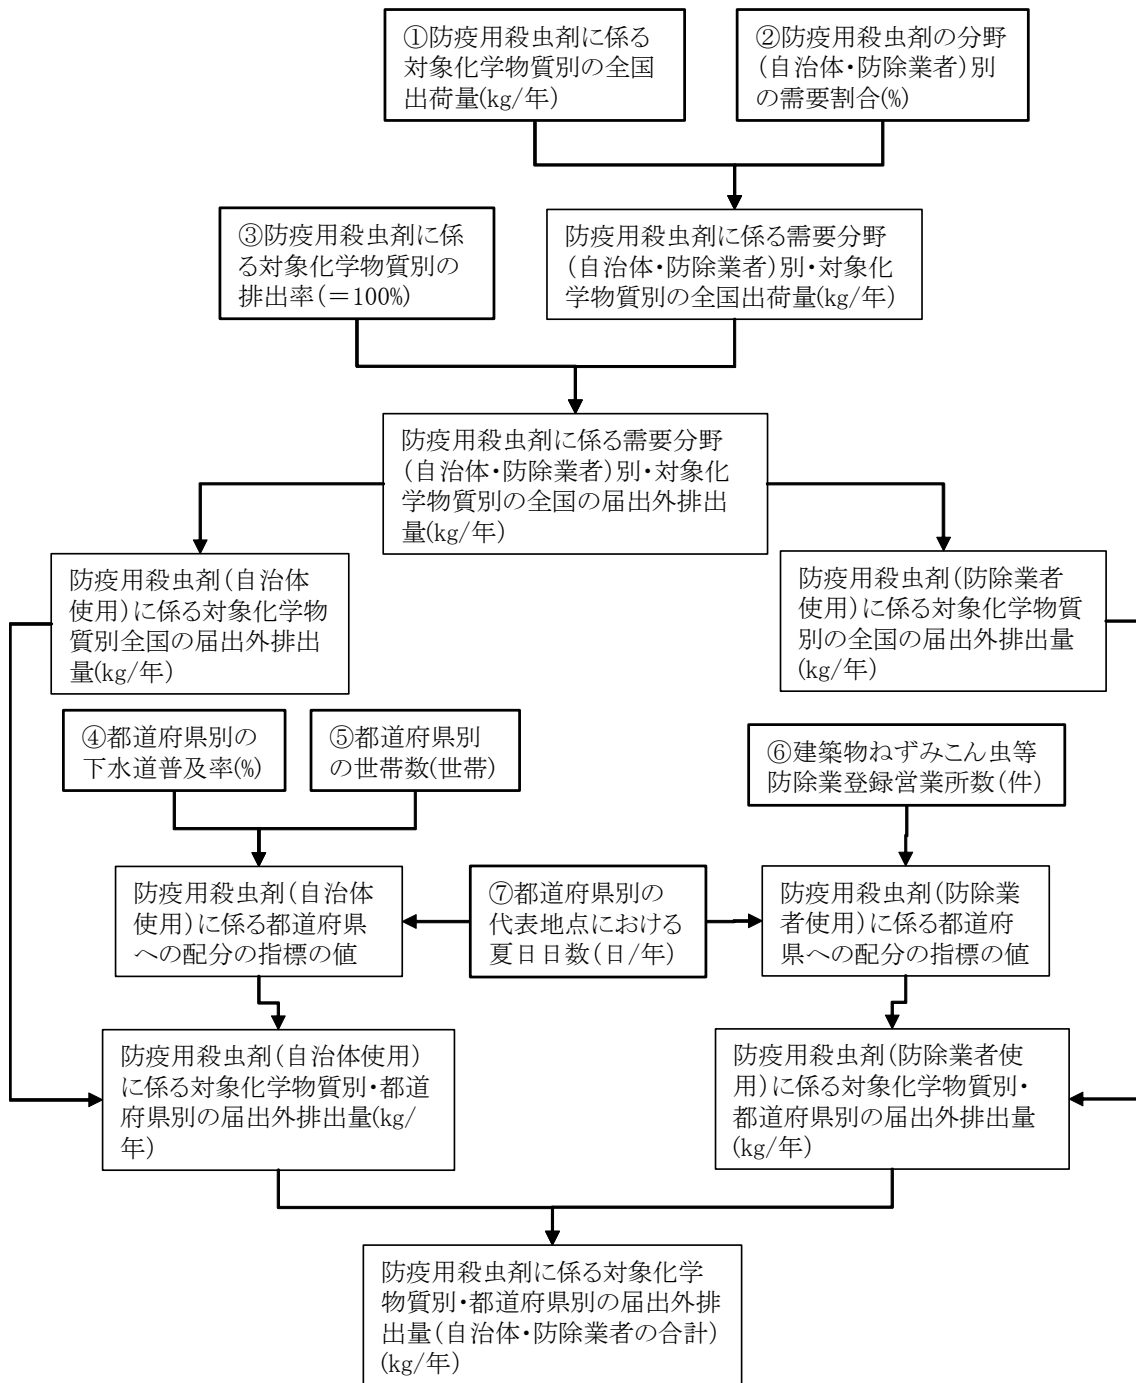 ①防疫用殺虫剤に係る
対象化学物質別の全国
出荷量(kg/年)
②防疫用殺虫剤の分野
(自治体・防除業者)別
の需要割合(%)
③防疫用殺虫剤に係
る対象化学物質別の
排出率(=100%)
防疫用殺虫剤に係る需要分野
(自治体・防除業者)別・対象化
学物質別の全国出荷量(kg/年)
防疫用殺虫剤に係る需要分野
(自治体・防除業者)別・対象化
学物質別の全国の届出外排出
量(kg/年)
防疫用殺虫剤(自治体
使用)に係る対象化学物
質別全国の届出外排出
量(kg/年)
防疫用殺虫剤(防除業者
使用)に係る対象化学物質
別の全国の届出外排出量
(kg/年)
④都道府県別の
下水道普及率(%)
⑤都道府県別
の世帯数(世帯)
⑥建築物ねずみこん虫等
防除業登録営業所数(件)
防疫用殺虫剤(自治体
使用)に係る都道府県
への配分の指標の値
⑦都道府県別の
代表地点における
夏日日数(日/年)
防疫用殺虫剤(防除業
者使用)に係る都道府
県への配分の指標の値
防疫用殺虫剤(自治体使用)
に係る対象化学物質別・都道
府県別の届出外排出量(kg/
年)
防疫用殺虫剤(防除業者使
用)に係る対象化学物質別・
都道府県別の届出外排出量
(kg/年)
防疫用殺虫剤に係る対象化学
物質別・都道府県別の届出外排
出量(自治体・防除業者の合計)
(kg/年)